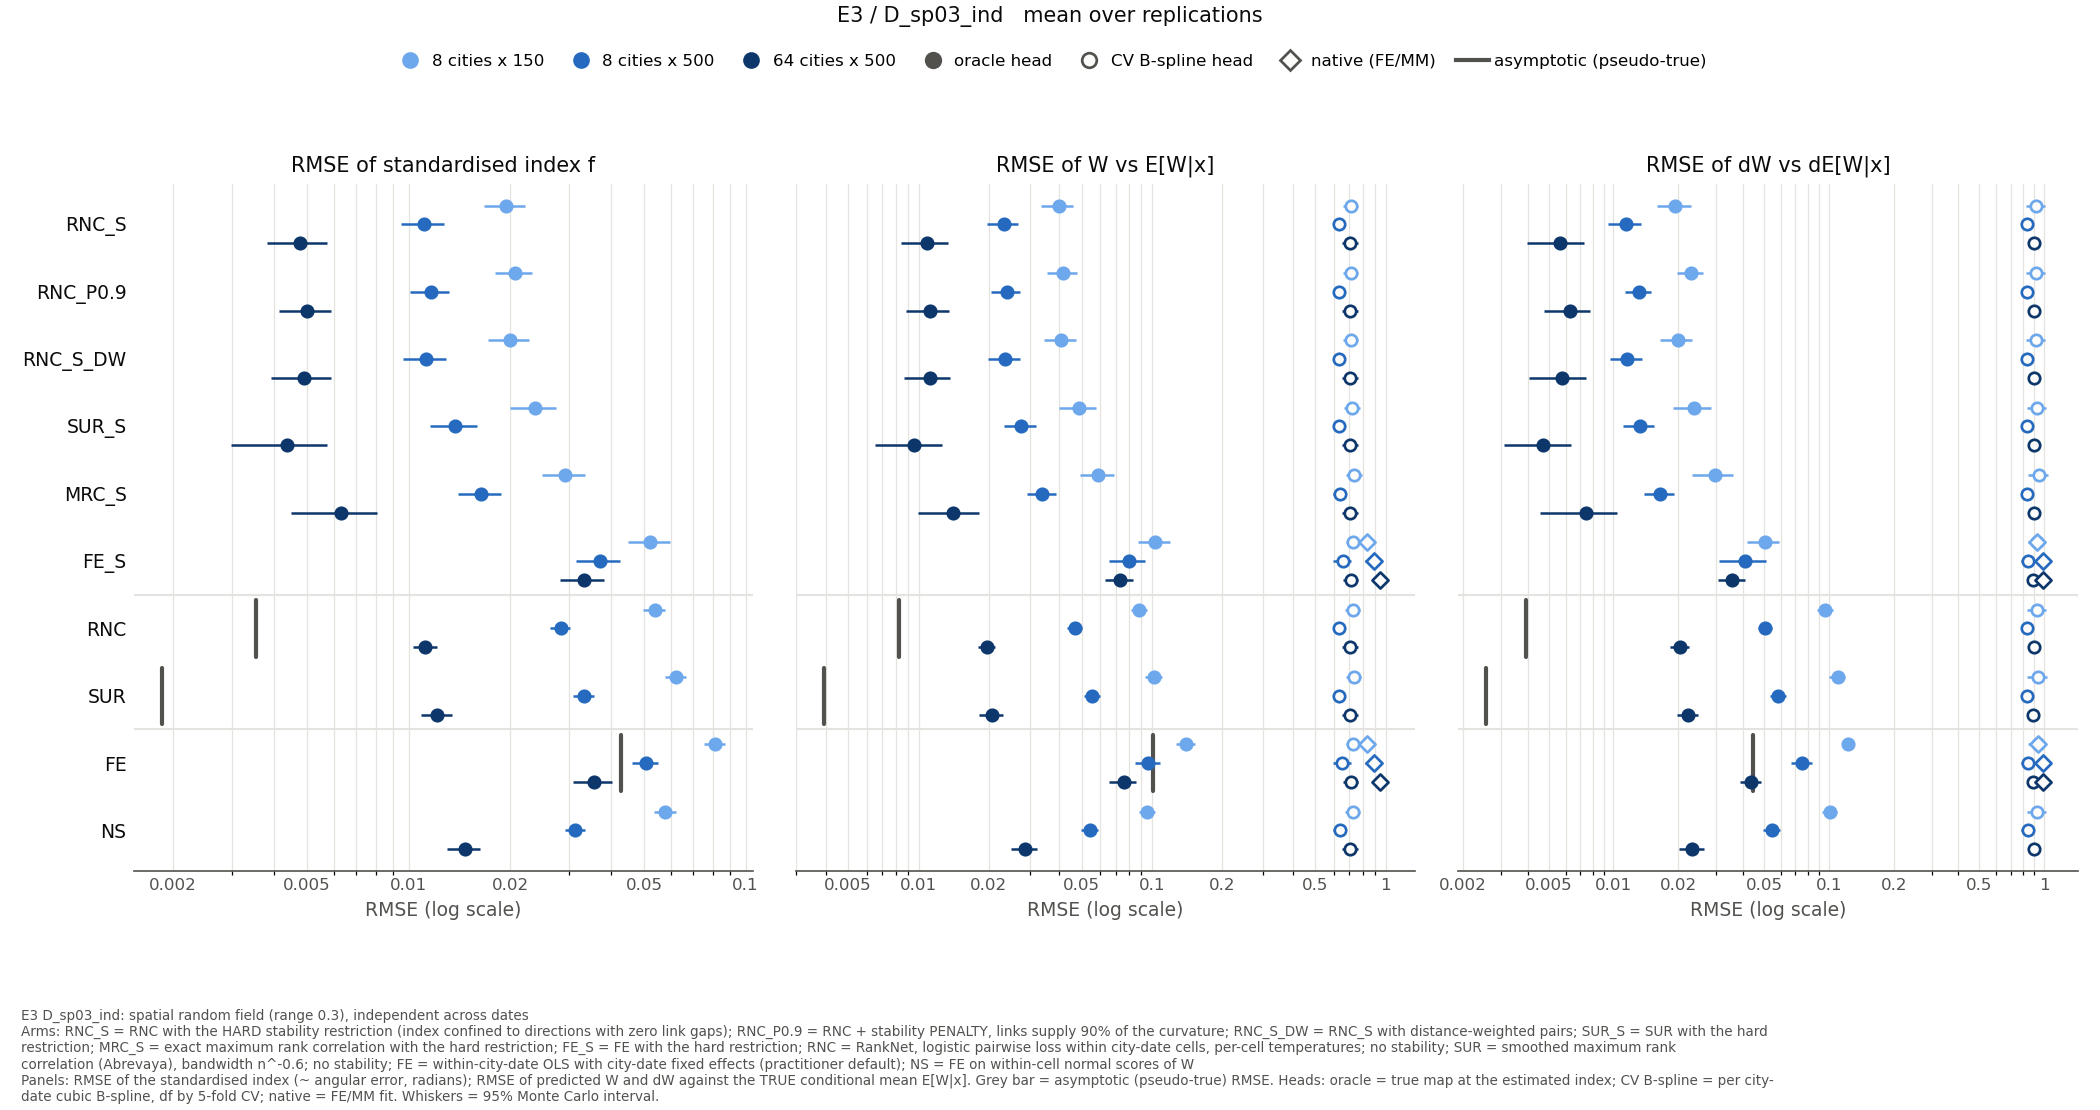 E3 / D_sp03_ind   mean over replications
8 cities x 150
8 cities x 500
64 cities x 500
oracle head
CV B-spline head
native (FE/MM)
asymptotic (pseudo-true)
RMSE of standardised index f
RMSE of W vs E[W|x]
RMSE of dW vs dE[W|x]
RNC_S
RNC_P0.9
RNC_S_DW
SUR_S
MRC_S
FE_S
RNC
SUR
FE
NS
0.002 0.005 0.01 0.02 0.05 0.1
0.005 0.01 0.02 0.05 0.1 0.2 0.5 1
0.002 0.005 0.01 0.02 0.05 0.1 0.2 0.5 1
RMSE (log scale)
RMSE (log scale)
RMSE (log scale)
E3 D_sp03_ind: spatial random field (range 0.3), independent across dates
Arms: RNC_S = RNC with the HARD stability restriction (index confined to directions with zero link gaps); RNC_P0.9 = RNC + stability PENALTY, links supply 90% of the curvature; RNC_S_DW = RNC_S with distance-weighted pairs; SUR_S = SUR with the hard
restriction; MRC_S = exact maximum rank correlation with the hard restriction; FE_S = FE with the hard restriction; RNC = RankNet, logistic pairwise loss within city-date cells, per-cell temperatures; no stability; SUR = smoothed maximum rank
correlation (Abrevaya), bandwidth n^-0.6; no stability; FE = within-city-date OLS with city-date fixed effects (practitioner default); NS = FE on within-cell normal scores of W
Panels: RMSE of the standardised index (~ angular error, radians); RMSE of predicted W and dW against the TRUE conditional mean E[W|x]. Grey bar = asymptotic (pseudo-true) RMSE. Heads: oracle = true map at the estimated index; CV B-spline = per city-
date cubic B-spline, df by 5-fold CV; native = FE/MM fit. Whiskers = 95% Monte Carlo interval.